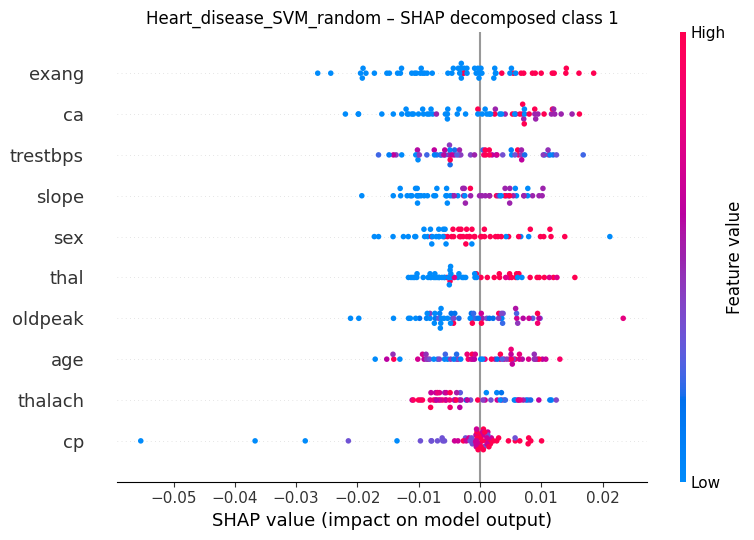 Heart_disease_SVM_random – SHAP decomposed class 1
High
exang
ca
trestbps
slope
sex
thal
oldpeak
age
thalach
cp
Feature value
Low
−0.05 −0.04 −0.03 −0.02 −0.01 0.00 0.01 0.02
SHAP value (impact on model output)